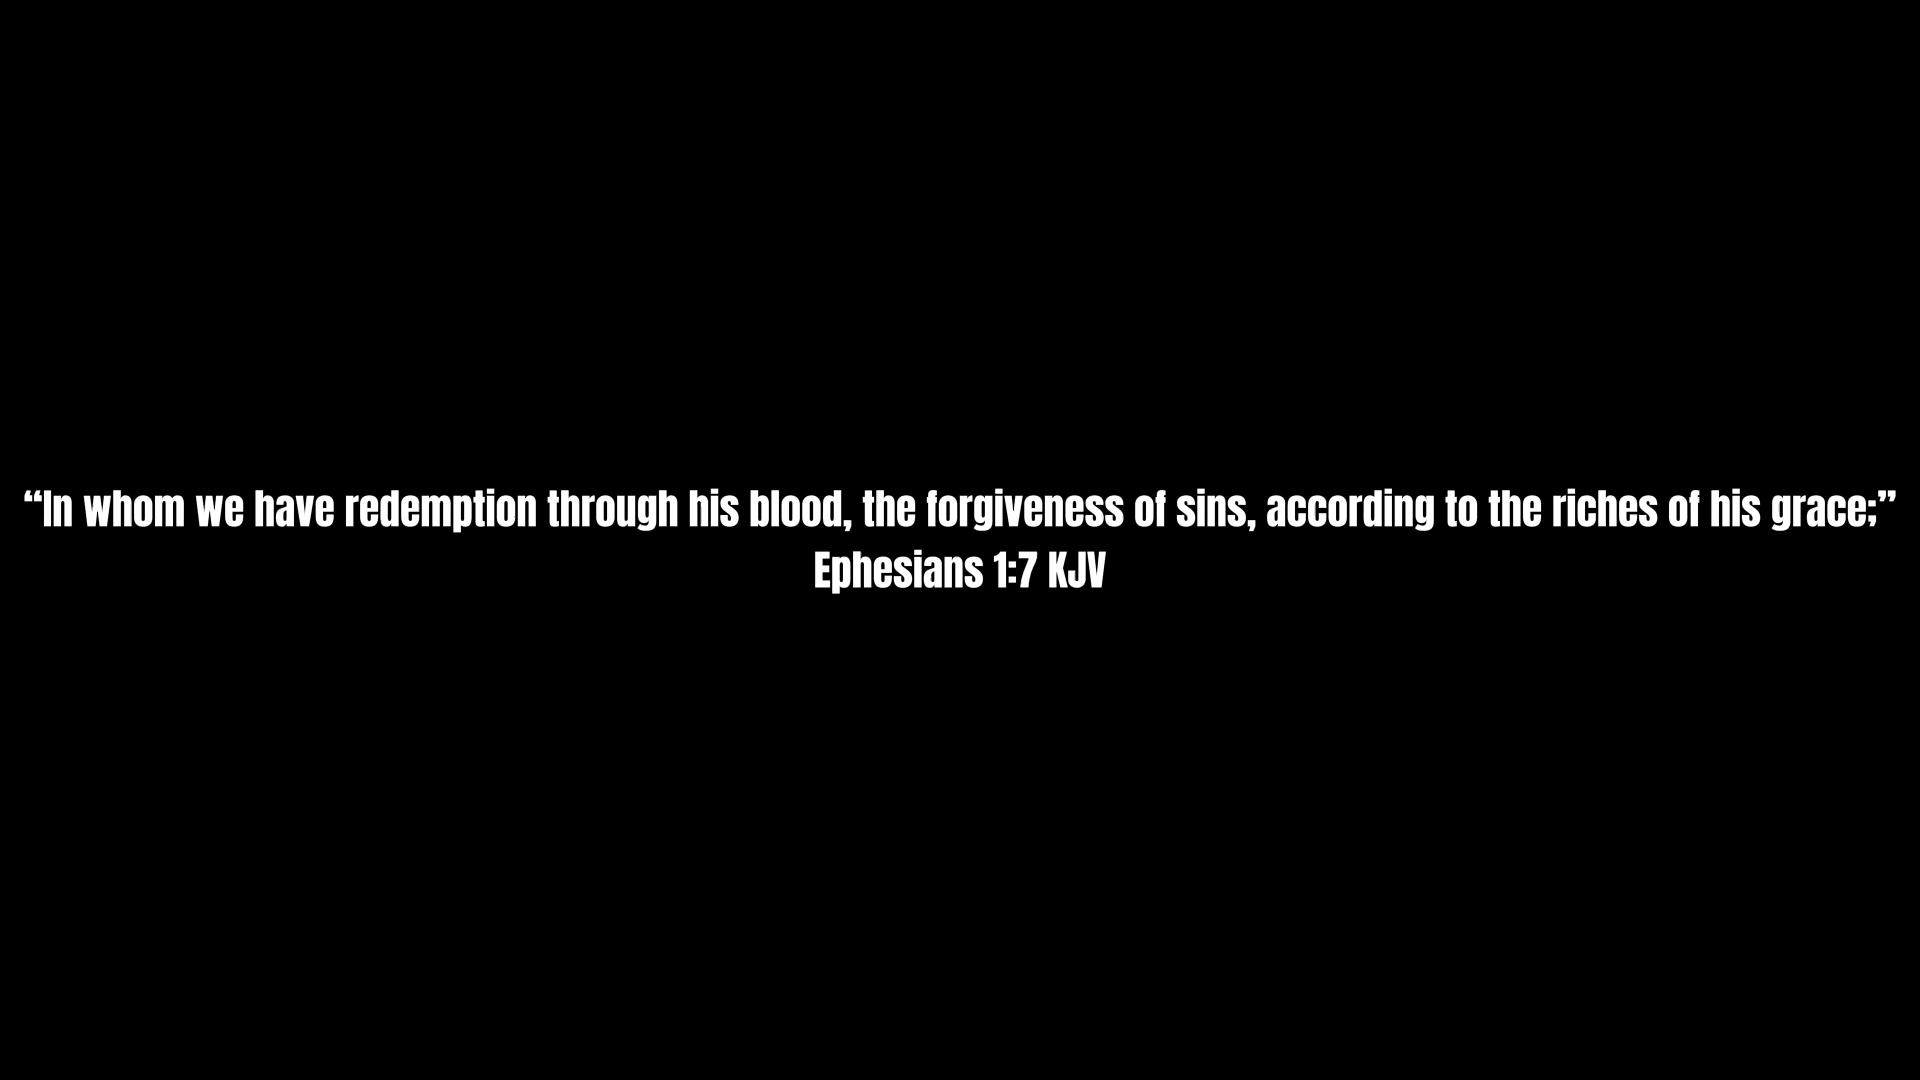 “In whom we have redemption through his blood, the forgiveness of sins, according to the riches of his grace;”
Ephesians 1:7 KJV